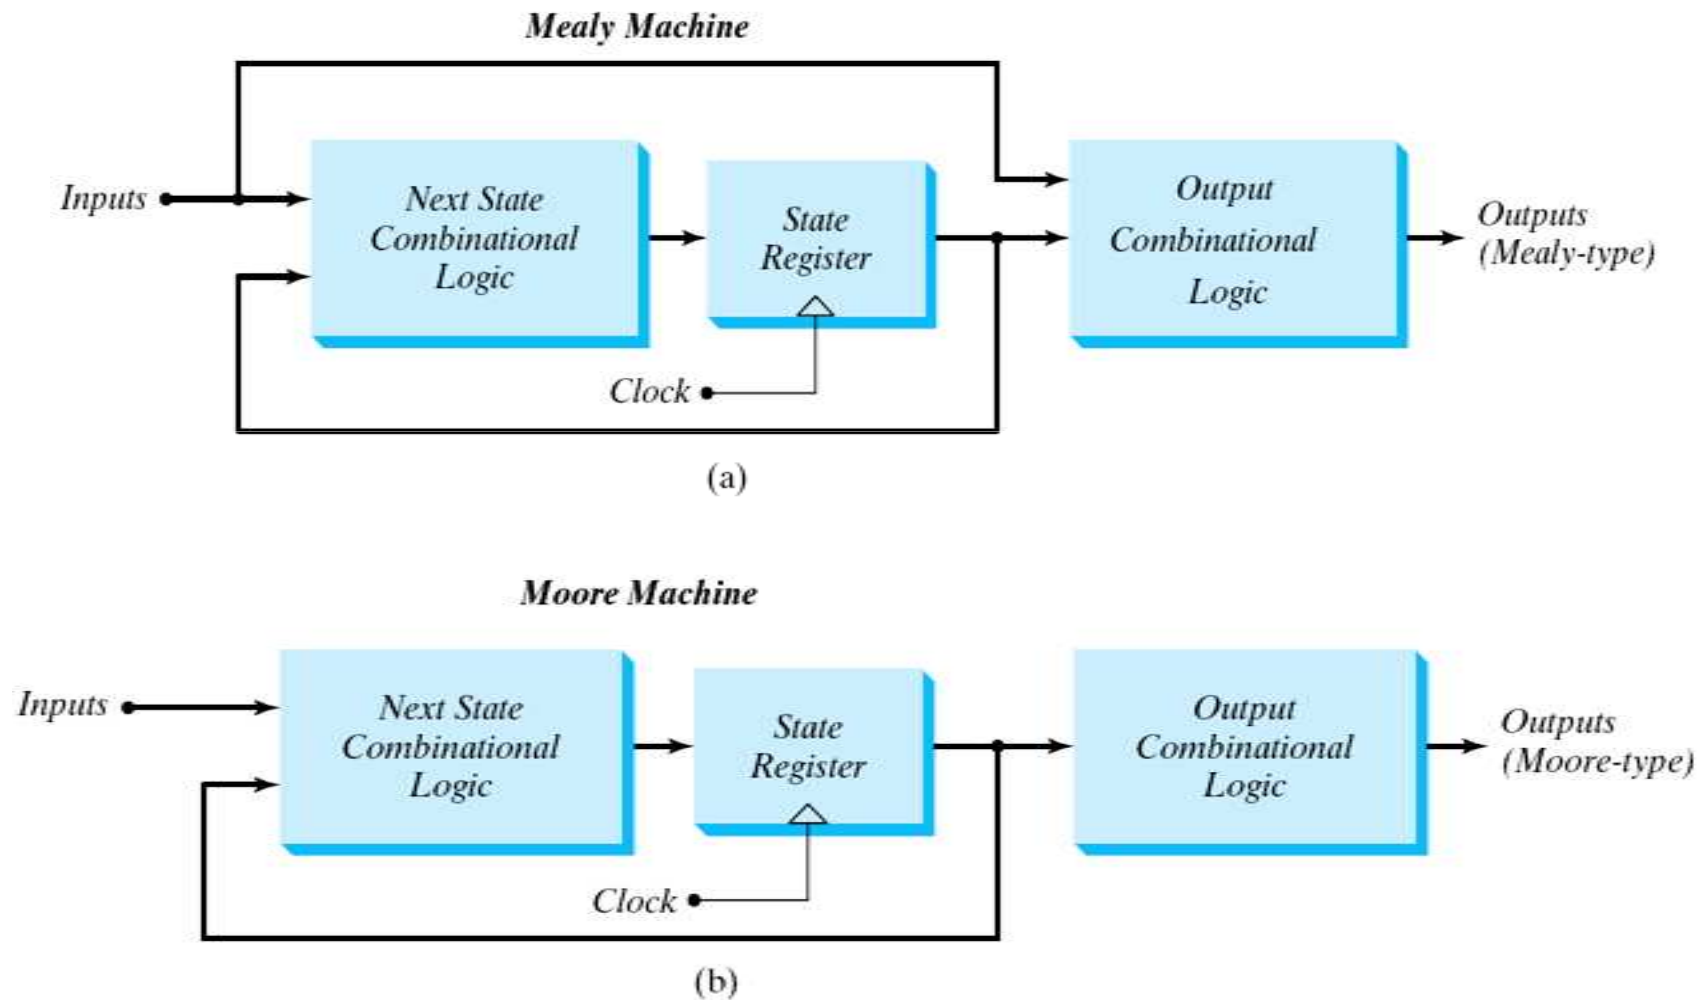 Mealy Machine
Inputs
Next State
Combinational
Logic
State
Register
Clock
Output
Combinational
Logic
Outputs
(Mealy-type)
(a)
Moore Machine
Inputs
Next State
Combinational
Logic
State
Register
Clock
Output
Combinational
Logic
Outputs
(Moore-type)
(b)